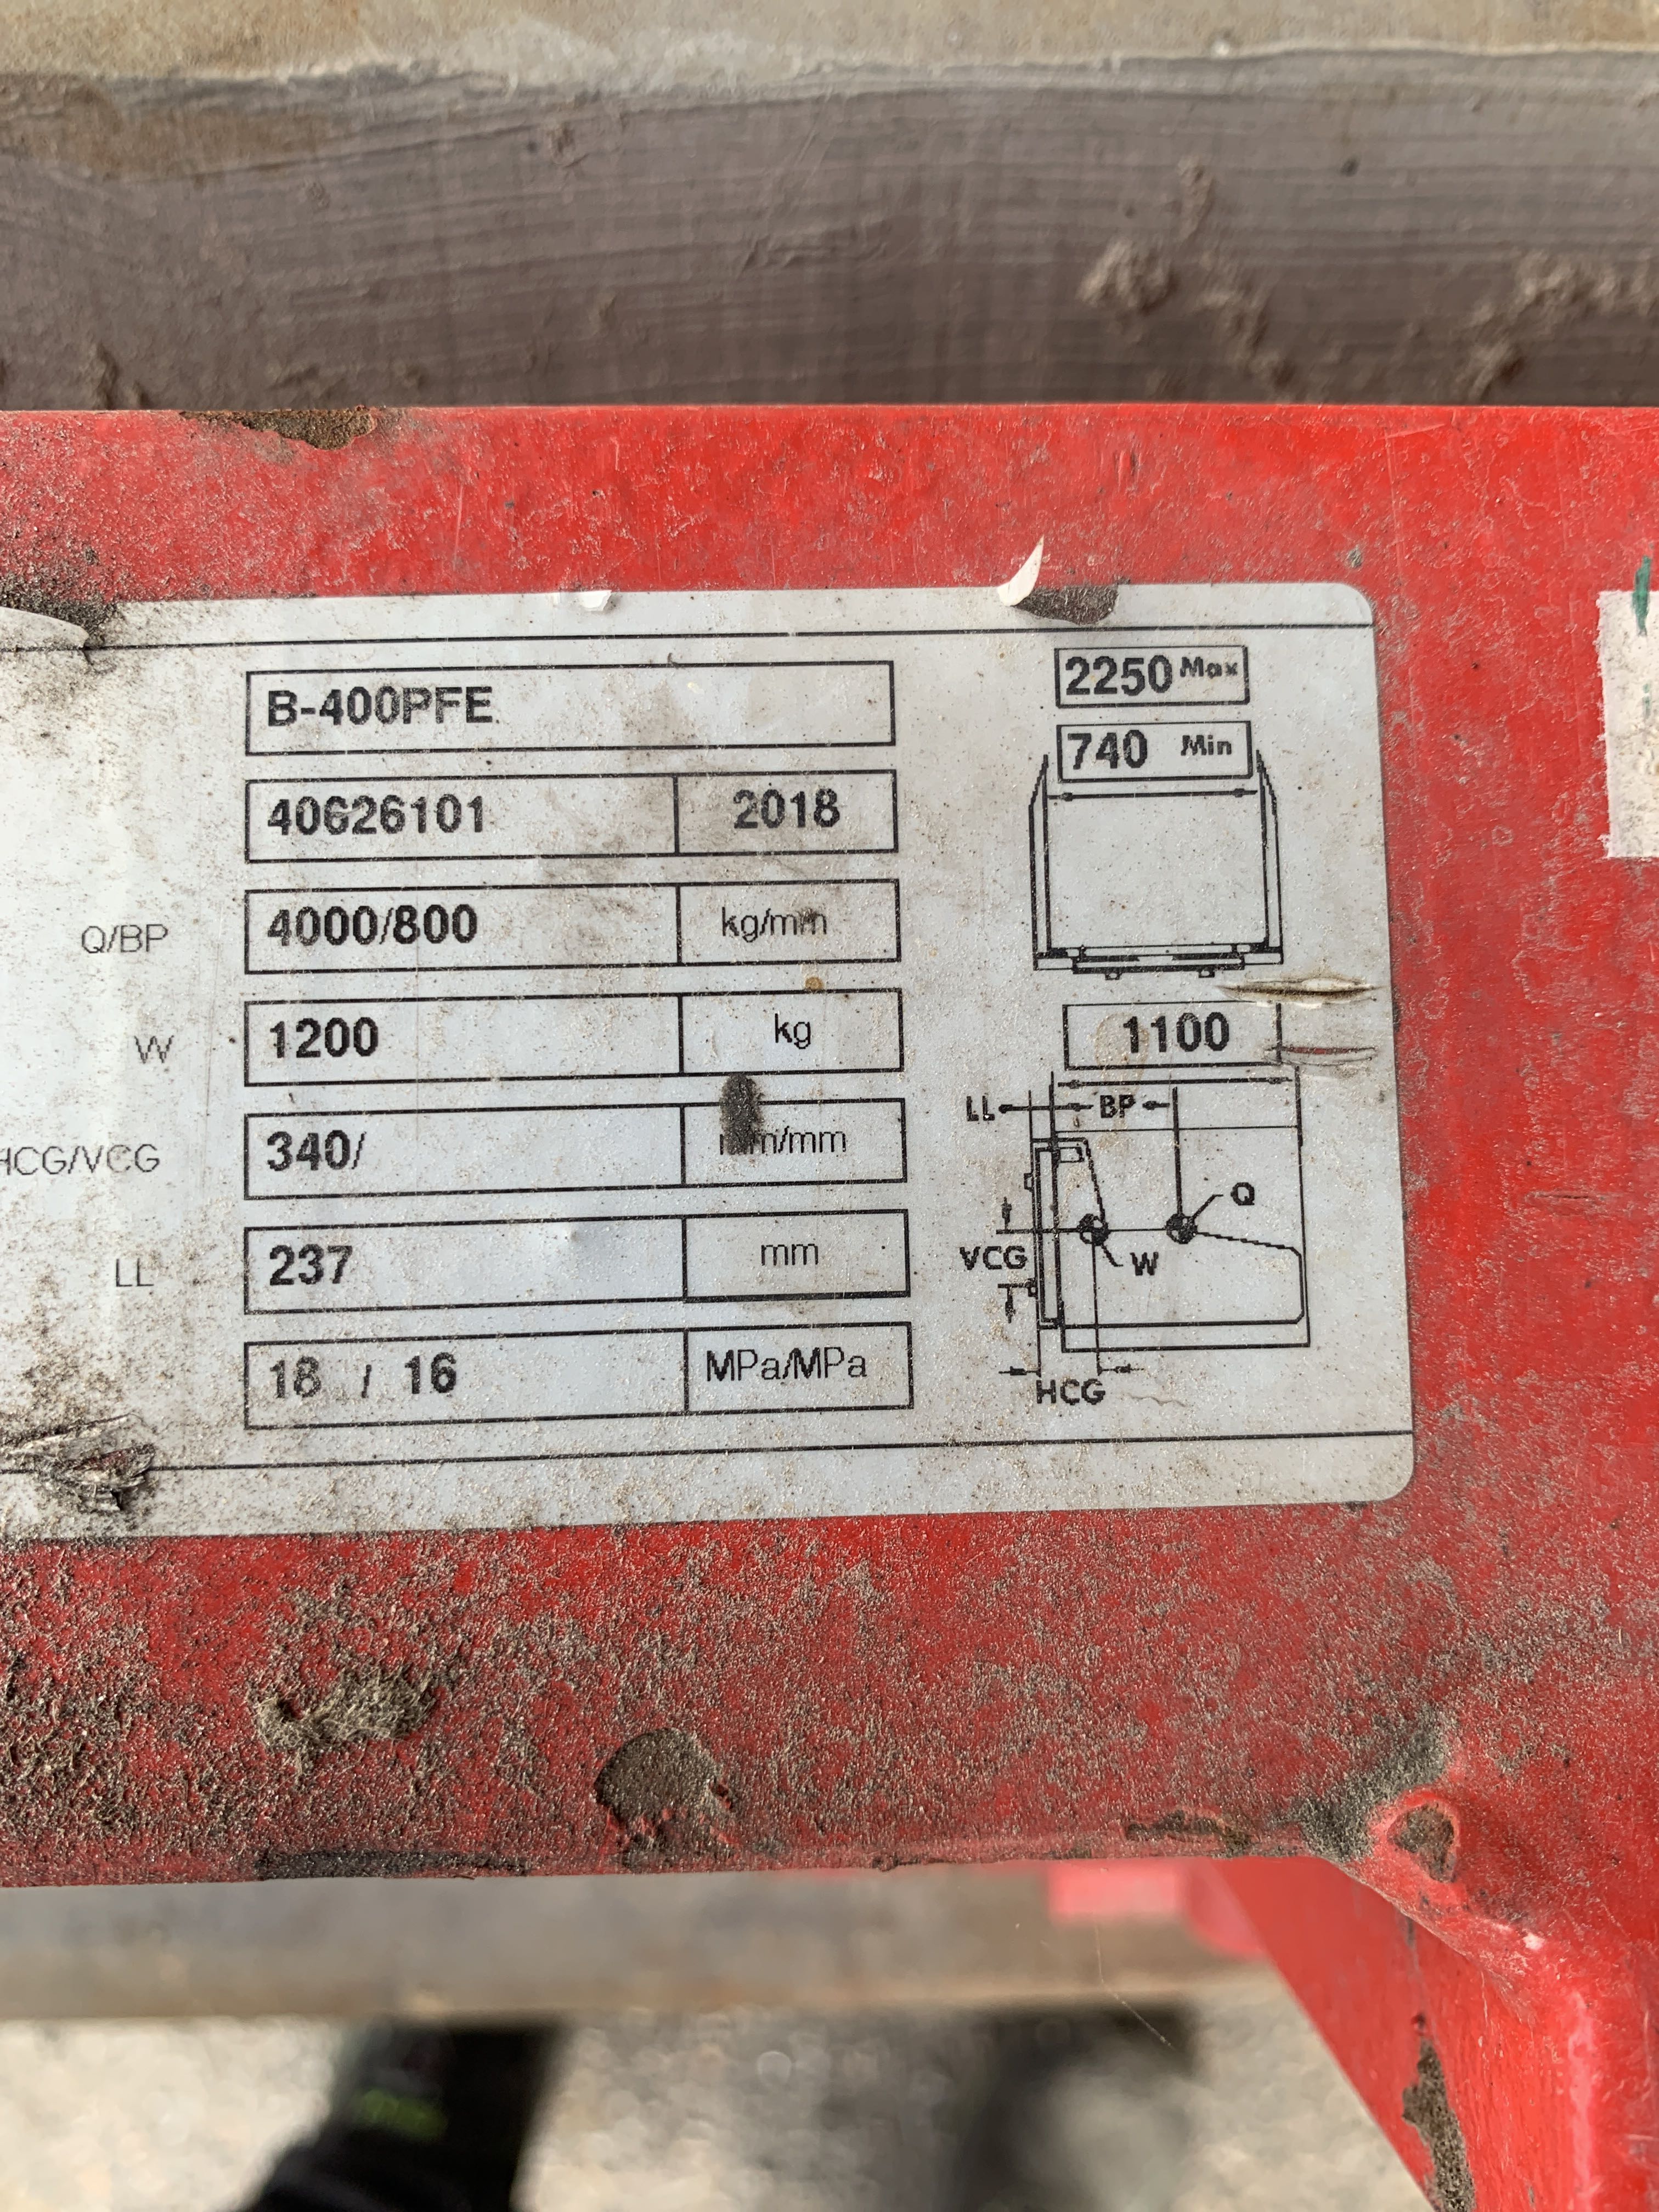 B-400PFE
40626101 2018
Q/BP 4000/800 kg/mm
W 1200 kg
HCG/VCG 340/ mm/mm
LL 237 mm
18 / 16 MPa/MPa
2250 Max
740 Min
1100
LL BP
Q
VCG W
HCG